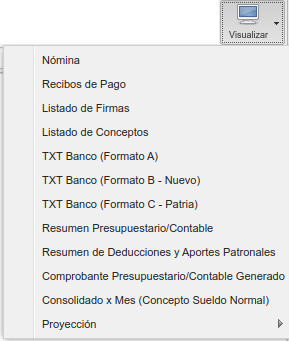 Visualizar
Nómina
Recibos de Pago
Listado de Firmas
Listado de Conceptos
TXT Banco (Formato A)
TXT Banco (Formato B - Nuevo)
TXT Banco (Formato C - Patria)
Resumen Presupuestario/Contable
Resumen de Deducciones y Aportes Patronales
Comprobante Presupuestario/Contable Generado
Consolidado x Mes (Concepto Sueldo Normal)
Proyección